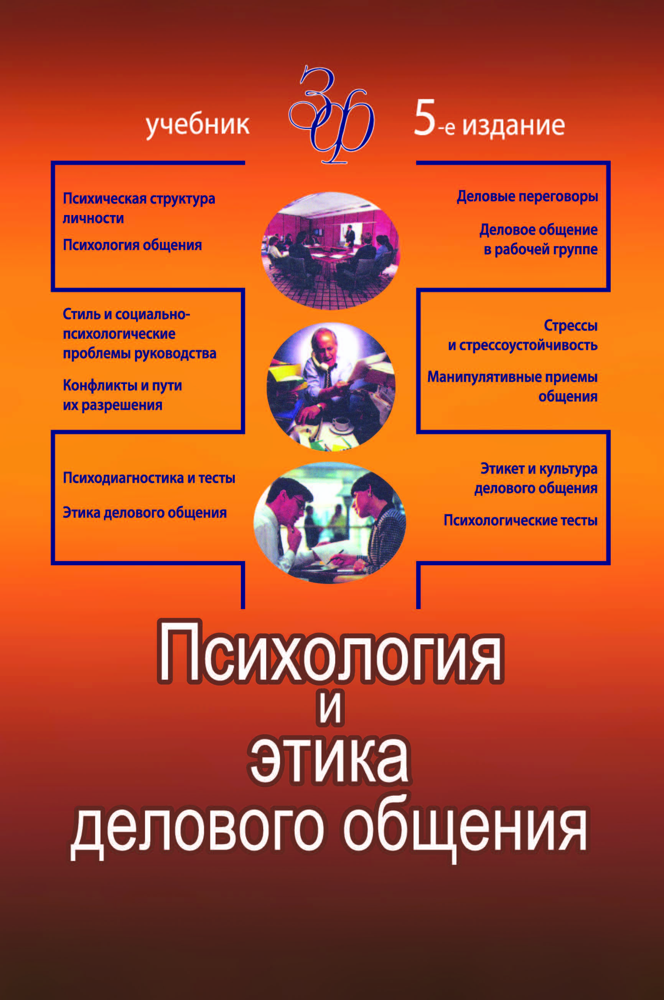 учебник
ЗФ
5-е издание
Психическая структура
личности
Психология общения
Стиль и социально-
психологические
проблемы руководства
Конфликты и пути
их разрешения
Психодиагностика и тесты
Этика делового общения
Деловые переговоры
Деловое общение
в рабочей группе
Стрессы
и стрессоустойчивость
Манипулятивные приемы
общения
Этикет и культура
делового общения
Психологические тесты
Психология
и
этика
делового общения